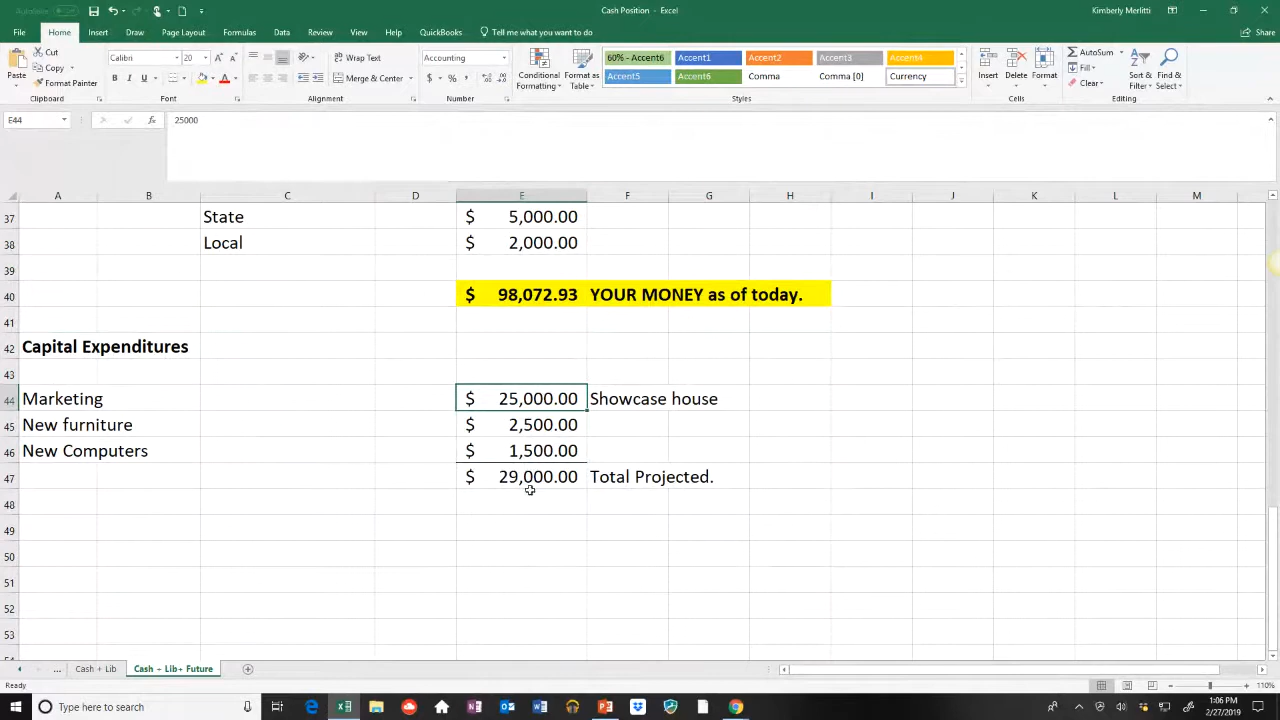 Cash Position - Excel
Kimberly Merlitti
File Home Insert Draw Page Layout Formulas Data Review View Help QuickBooks Tell me what you want to do Share
Paste Cut Format Painter Clipboard
Calibri 20 B I U Font
Wrap Text Merge & Center Alignment
Accounting $ % , Number
Conditional Formatting Format as Table
60% - Accent6 Accent1 Accent2 Accent3 Accent4
Accent5 Accent6 Comma Comma [0] Currency
Styles
Insert Delete Format Cells
AutoSum Fill Clear Sort & Filter Find & Select Editing
E44 fx 25000
A B C D E F G H I J K L M
37 State $ 5,000.00
38 Local $ 2,000.00
39
40 $ 98,072.93 YOUR MONEY as of today.
41
42 Capital Expenditures
43
44 Marketing $ 25,000.00 Showcase house
45 New furniture $ 2,500.00
46 New Computers $ 1,500.00
47 $ 29,000.00 Total Projected.
48
49
50
51
52
53
... Cash + Lib Cash + Lib+ Future
Ready 110%
Type here to search
1:06 PM
2/27/2019